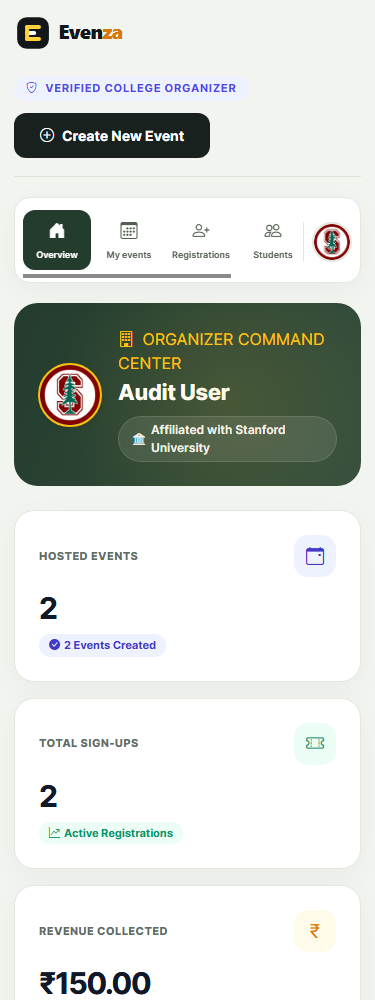 E Evenza
VERIFIED COLLEGE ORGANIZER
Create New Event
Overview
My events
Registrations
Students
S
ORGANIZER COMMAND
CENTER
Audit User
S
Affiliated with Stanford
University
HOSTED EVENTS
2
2 Events Created
TOTAL SIGN-UPS
2
Active Registrations
REVENUE COLLECTED
₹
₹150.00